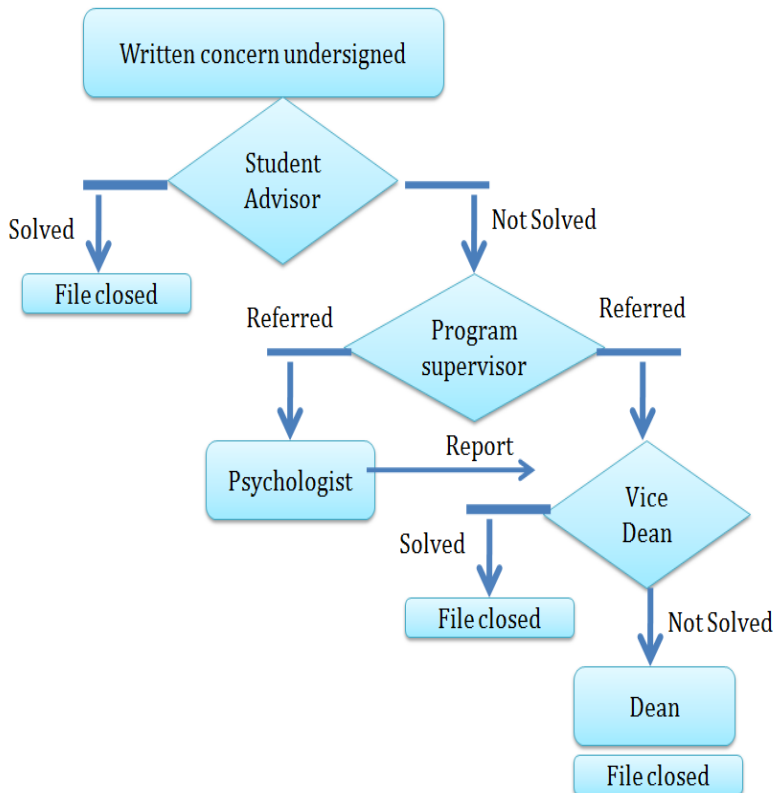 Written concern undersigned
Student
Advisor
Solved
Not Solved
File closed
Referred
Program
supervisor
Referred
Psychologist
Report
Vice
Dean
Solved
File closed
Not Solved
Dean
File closed